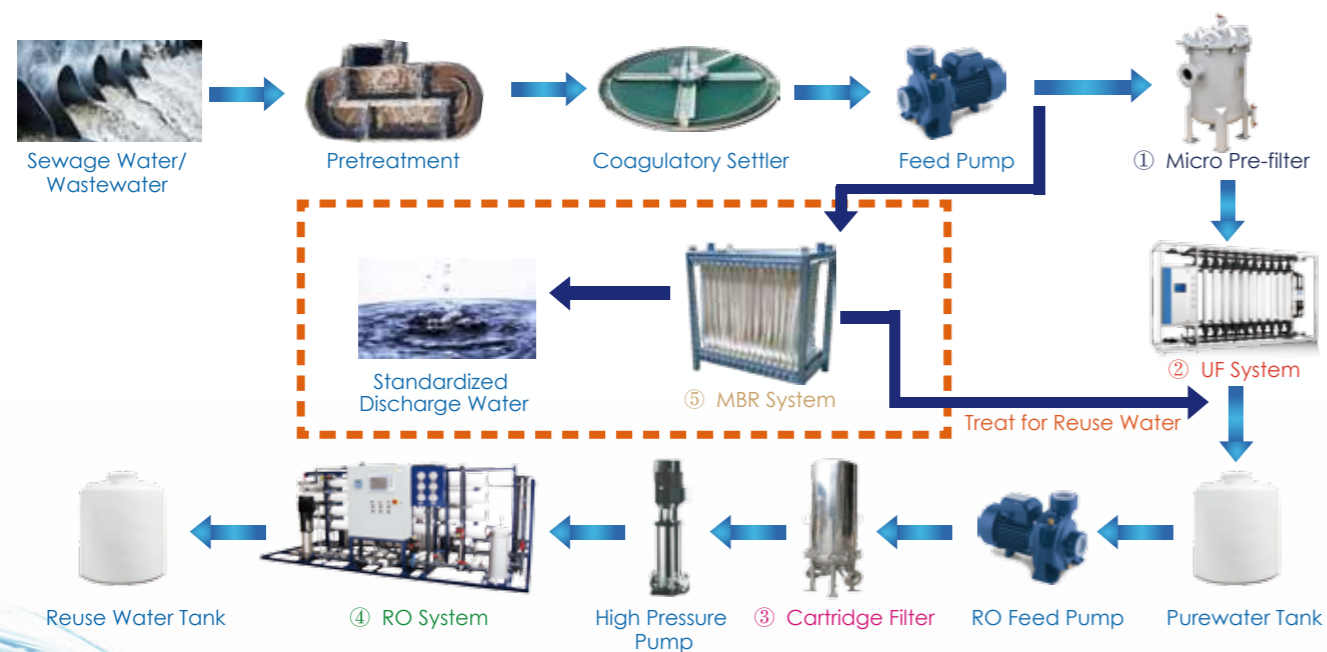 Sewage Water/
Wastewater
Pretreatment
Coagulatory Settler
Feed Pump
① Micro Pre-filter
② UF System
Standardized
Discharge Water
⑤ MBR System
Treat for Reuse Water
Reuse Water Tank
④ RO System
High Pressure
Pump
③ Cartridge Filter
RO Feed Pump
Purewater Tank